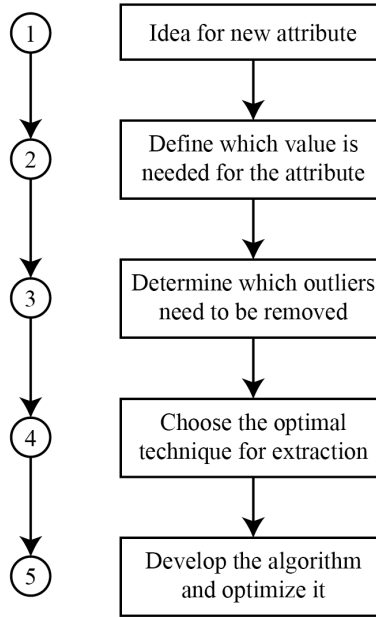 1
Idea for new attribute
2
Define which value is
needed for the attribute
3
Determine which outliers
need to be removed
4
Choose the optimal
technique for extraction
5
Develop the algorithm
and optimize it